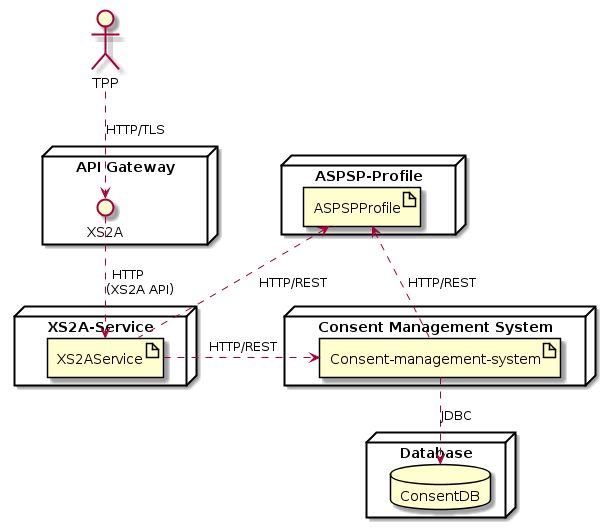 TPP
HTTP/TLS
API Gateway
XS2A
ASPSP-Profile
ASPSPProfile
HTTP
(XS2A API)
HTTP/REST
HTTP/REST
XS2A-Service
XS2AService
HTTP/REST
Consent Management System
Consent-management-system
JDBC
Database
ConsentDB